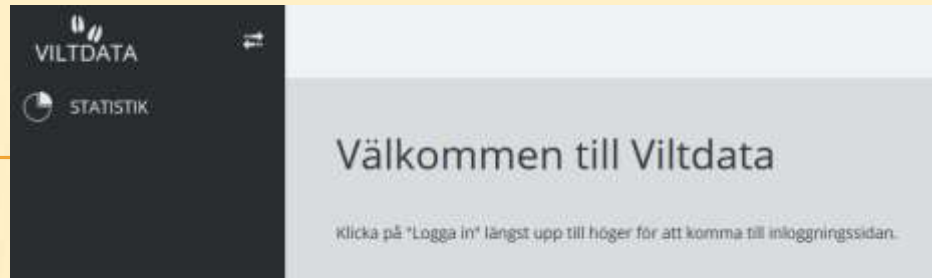 VILTDATA
STATISTIK
Välkommen till Viltdata
Klicka på "Logga in" längst upp till höger för att komma till inloggningssidan.